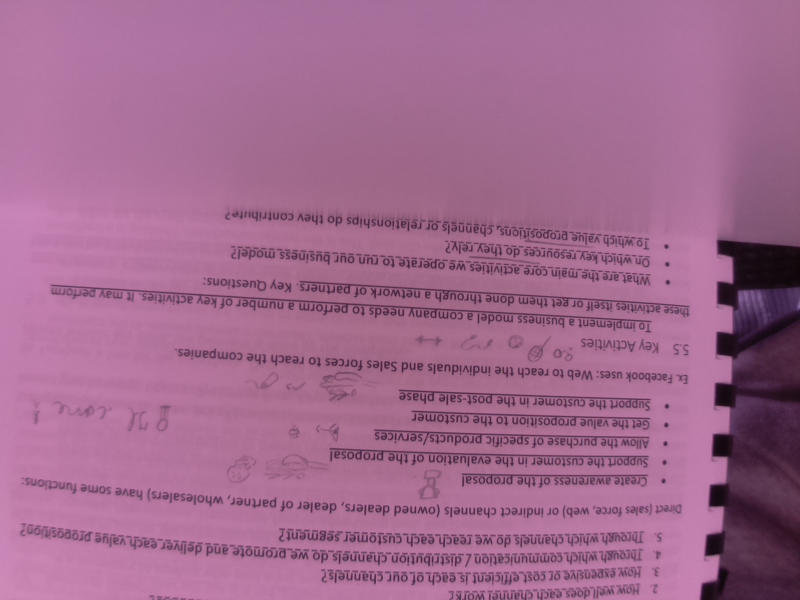 2. How well does each channel work?
3. How expensive or cost efficient is each of our channels?
4. Through which communication / distribution channels do we promote and deliver each value proposition?
5. Through which channels do we reach each customer segment?
Direct (sales force, web) or indirect channels (owned dealers, dealer of partner, wholesalers) have some functions:
• Create awareness of the proposal
• Support the customer in the evaluation of the proposal
• Allow the purchase of specific products/services
• Get the value proposition to the customer
• Support the customer in the post-sale phase
Ex. Facebook uses: Web to reach the individuals and Sales forces to reach the companies.
5.5 Key Activities
To implement a business model a company needs to perform a number of key activities. It may perform
these activities itself or get them done through a network of partners. Key Questions:
• What are the main core activities we operate to run our business model?
• On which key resources do they rely?
• To which value propositions, channels or relationships do they contribute?